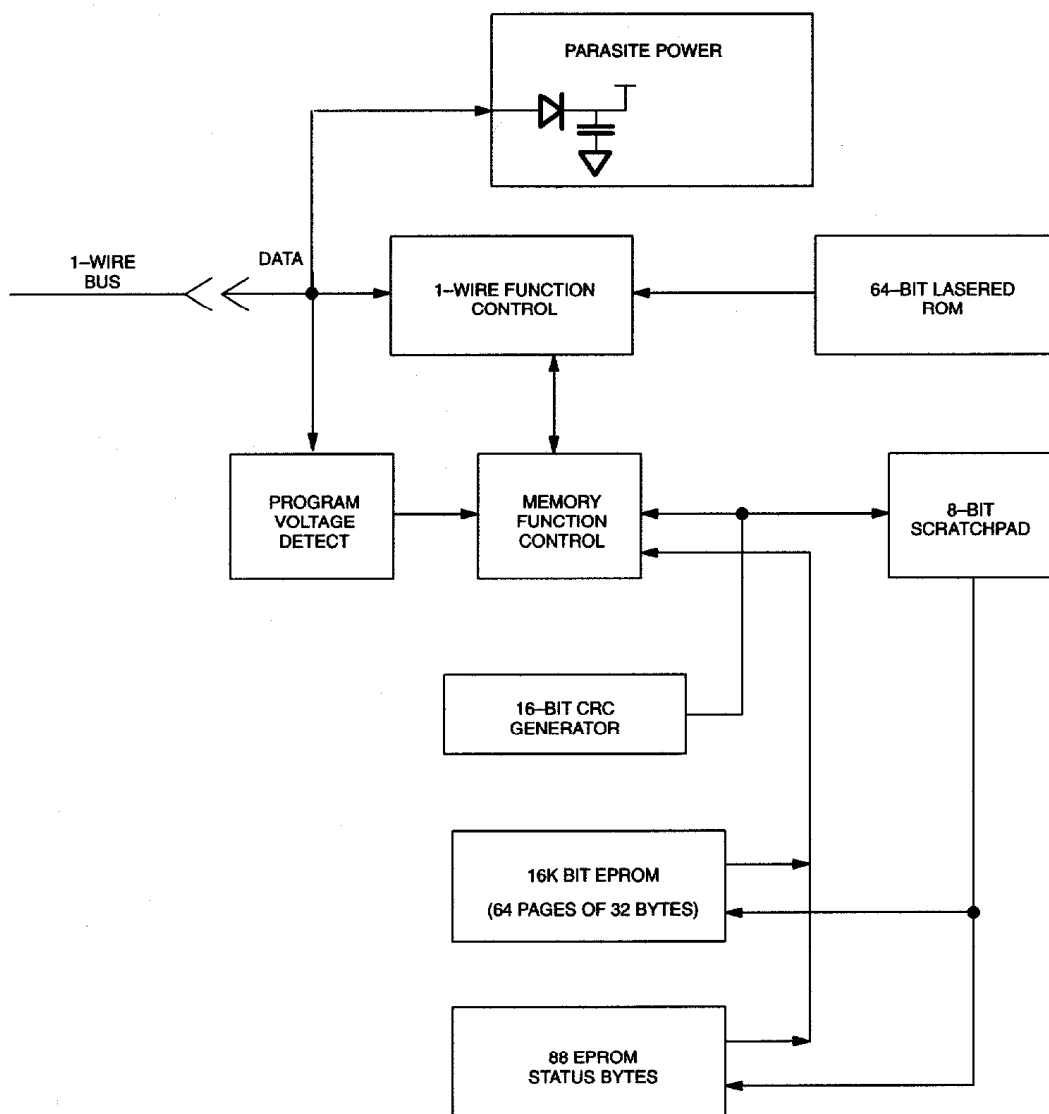 PARASITE POWER
1–WIRE
BUS
DATA
1–WIRE FUNCTION
CONTROL
64–BIT LASERED
ROM
PROGRAM
VOLTAGE
DETECT
MEMORY
FUNCTION
CONTROL
8–BIT
SCRATCHPAD
16–BIT CRC
GENERATOR
16K BIT EPROM
(64 PAGES OF 32 BYTES)
88 EPROM
STATUS BYTES